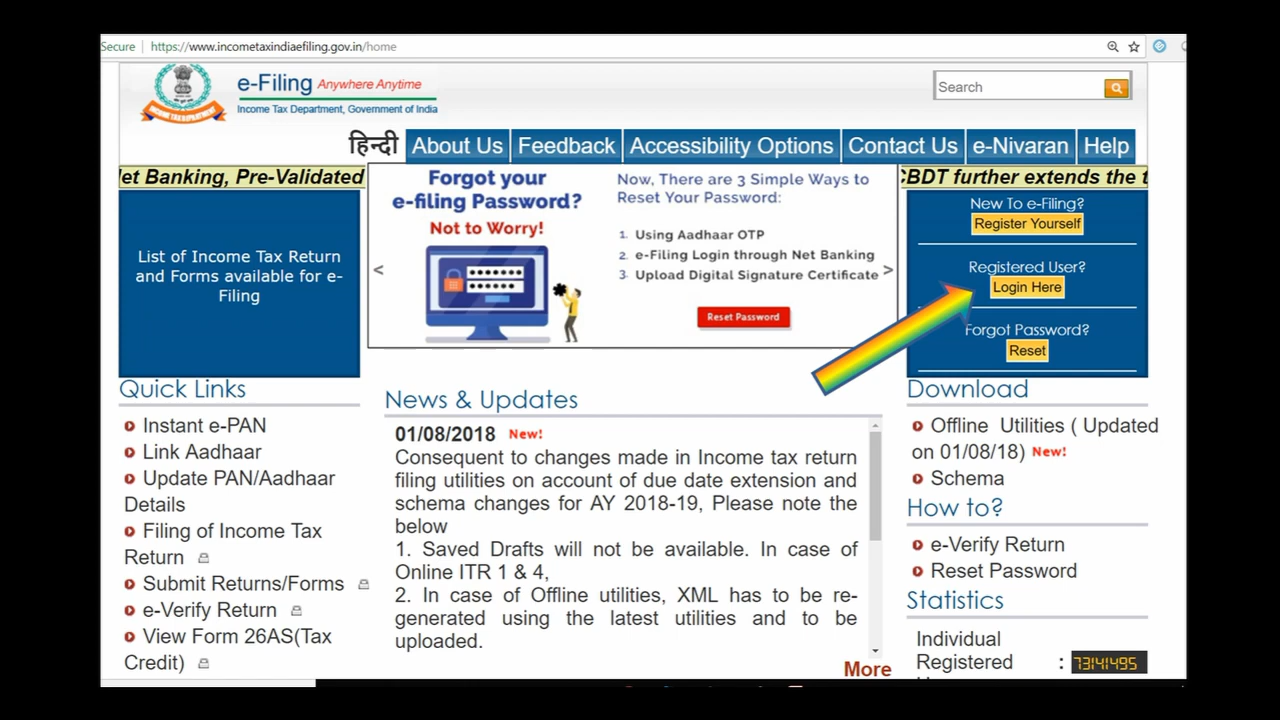 Secure
https://www.incometaxindiaefiling.gov.in/home
e-Filing Anywhere Anytime
Income Tax Department, Government of India
Search
हिन्दी
About Us
Feedback
Accessibility Options
Contact Us
e-Nivaran
Help
Net Banking, Pre-Validated
CBDT further extends the t
List of Income Tax Return
and Forms available for e-
Filing
Forgot your
e-filing Password?
Not to Worry!
Now, There are 3 Simple Ways to
Reset Your Password:
1. Using Aadhaar OTP
2. e-Filing Login through Net Banking
3. Upload Digital Signature Certificate
Reset Password
<
>
New To e-Filing?
Register Yourself
Registered User?
Login Here
Forgot Password?
Reset
Quick Links
Instant e-PAN
Link Aadhaar
Update PAN/Aadhaar
Details
Filing of Income Tax
Return
Submit Returns/Forms
e-Verify Return
View Form 26AS(Tax
Credit)
News & Updates
01/08/2018 New!
Consequent to changes made in Income tax return
filing utilities on account of due date extension and
schema changes for AY 2018-19, Please note the
below
1. Saved Drafts will not be available. In case of
Online ITR 1 & 4,
2. In case of Offline utilities, XML has to be re-
generated using the latest utilities and to be
uploaded.
More
Download
Offline Utilities ( Updated
on 01/08/18) New!
Schema
How to?
e-Verify Return
Reset Password
Statistics
Individual
Registered : 73141495